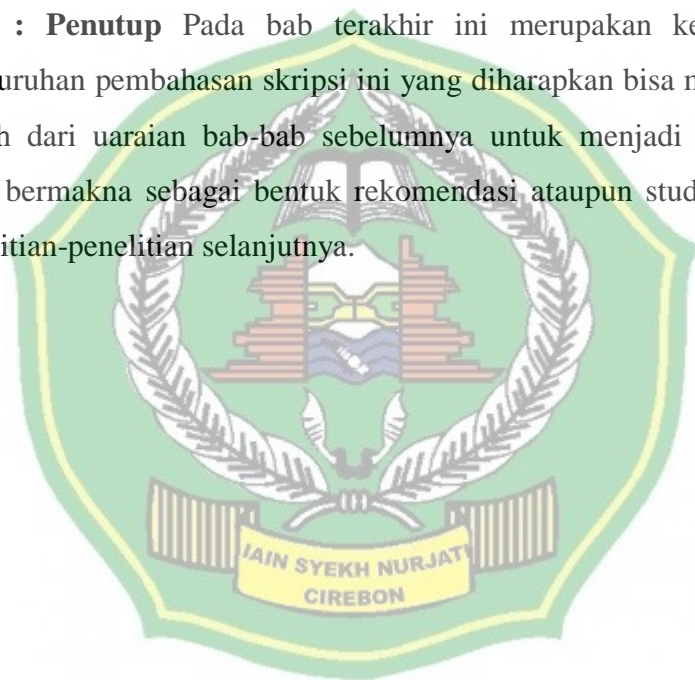 : Penutup Pada bab terakhir ini merupakan ke
uruhan pembahasan skripsi ini yang diharapkan bisa m
h dari uaraian bab-bab sebelumnya untuk menjadi
bermakna sebagai bentuk rekomendasi ataupun stud
itian-penelitian selanjutnya.
IAIN SYEKH NURJATI
CIREBON